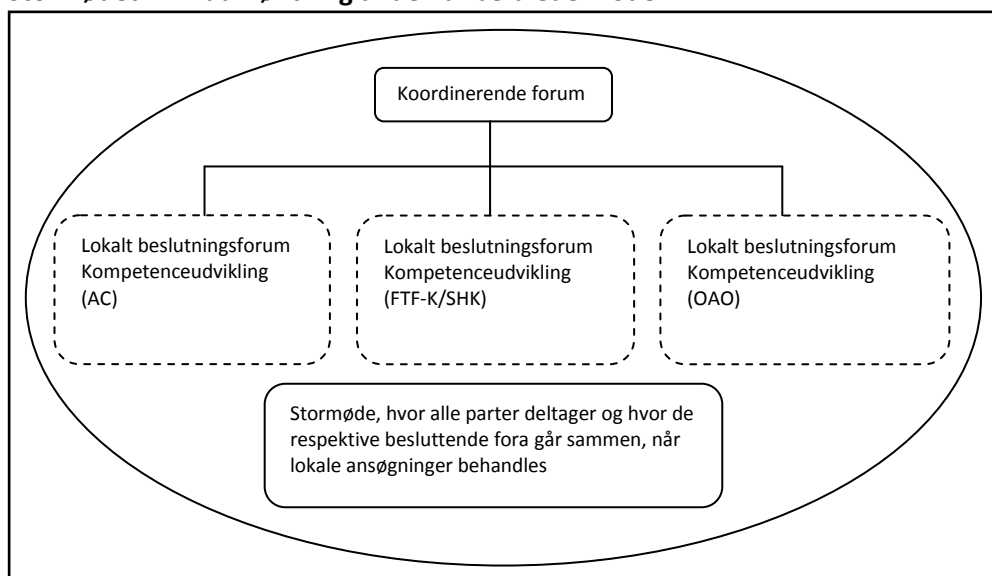 Koordinerende forum
Lokalt beslutningsforum
Kompetenceudvikling
(AC)
Lokalt beslutningsforum
Kompetenceudvikling
(FTF-K/SHK)
Lokalt beslutningsforum
Kompetenceudvikling
(OAO)
Stormøde, hvor alle parter deltager og hvor de
respektive besluttende fora går sammen, når
lokale ansøgninger behandles